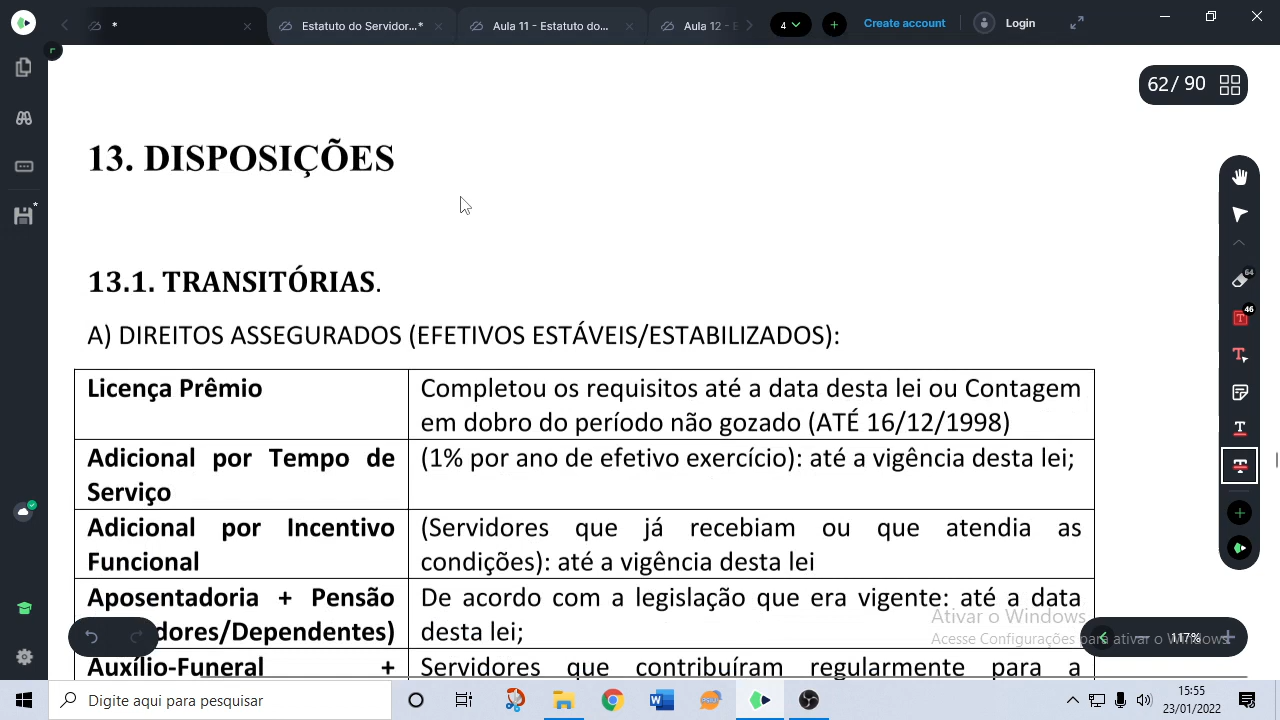 *
Estatuto do Servidor...*
Aula 11 - Estatuto do...
Aula 12 - E
4
Create account
Login
62/ 90
13. DISPOSIÇÕES
13.1. TRANSITÓRIAS.
A) DIREITOS ASSEGURADOS (EFETIVOS ESTÁVEIS/ESTABILIZADOS):
Licença Prêmio
Completou os requisitos até a data desta lei ou Contagem
em dobro do período não gozado (ATÉ 16/12/1998)
Adicional por Tempo de
Serviço
(1% por ano de efetivo exercício): até a vigência desta lei;
Adicional por Incentivo
Funcional
(Servidores que já recebiam ou que atendia as
condições): até a vigência desta lei
Aposentadoria + Pensão
dores/Dependentes)
De acordo com a legislação que era vigente: até a data
desta lei;
Auxílio-Funeral +
Servidores que contribuíram regularmente para a
64
46
Ativar o Windows
Acesse Configurações para ativar o Windows.
117%
Digite aqui para pesquisar
15:55
23/01/2022